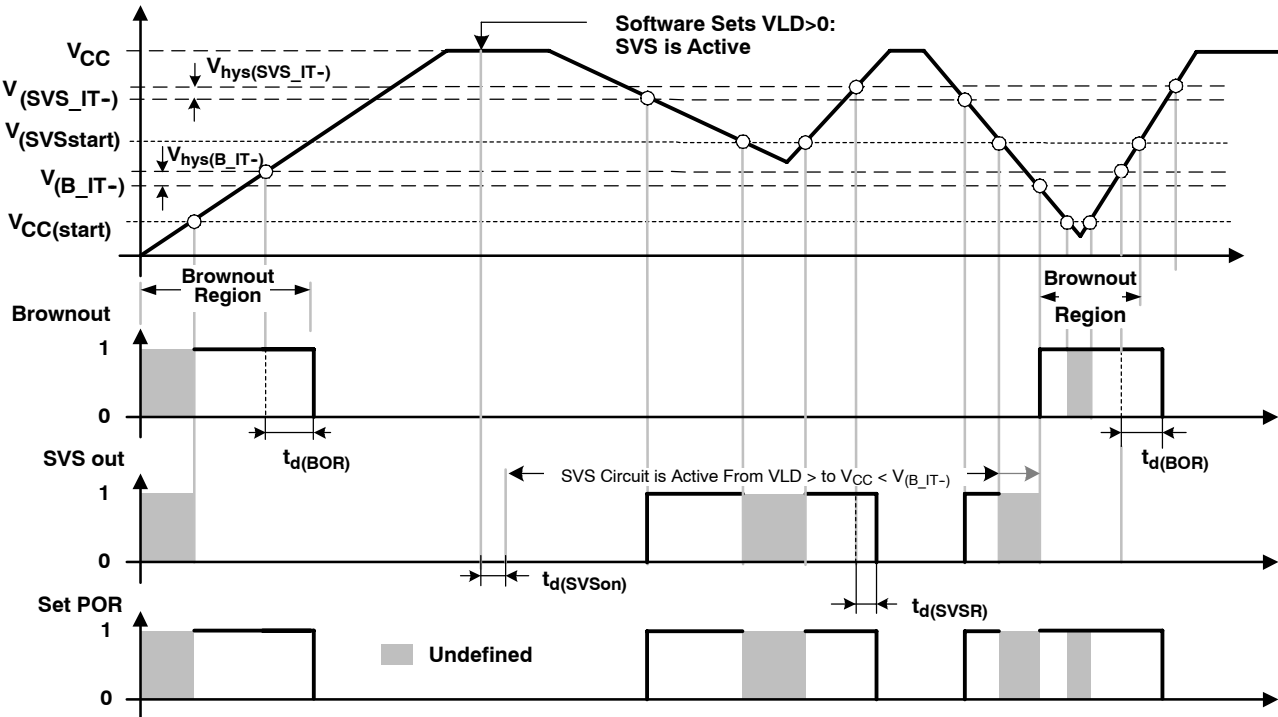 Software Sets VLD>0:
SVS is Active
VCC
Vhys(SVS_IT-)
V(SVS_IT-)
V(SVSstart)
Vhys(B_IT-)
V(B_IT-)
VCC(start)
Brownout
Region
Brownout
Region
Brownout
1
0
td(BOR)
td(BOR)
SVS out
SVS Circuit is Active From VLD > to VCC < V(B_IT-)
1
0
td(SVSon)
td(SVSR)
Set POR
1
Undefined
0